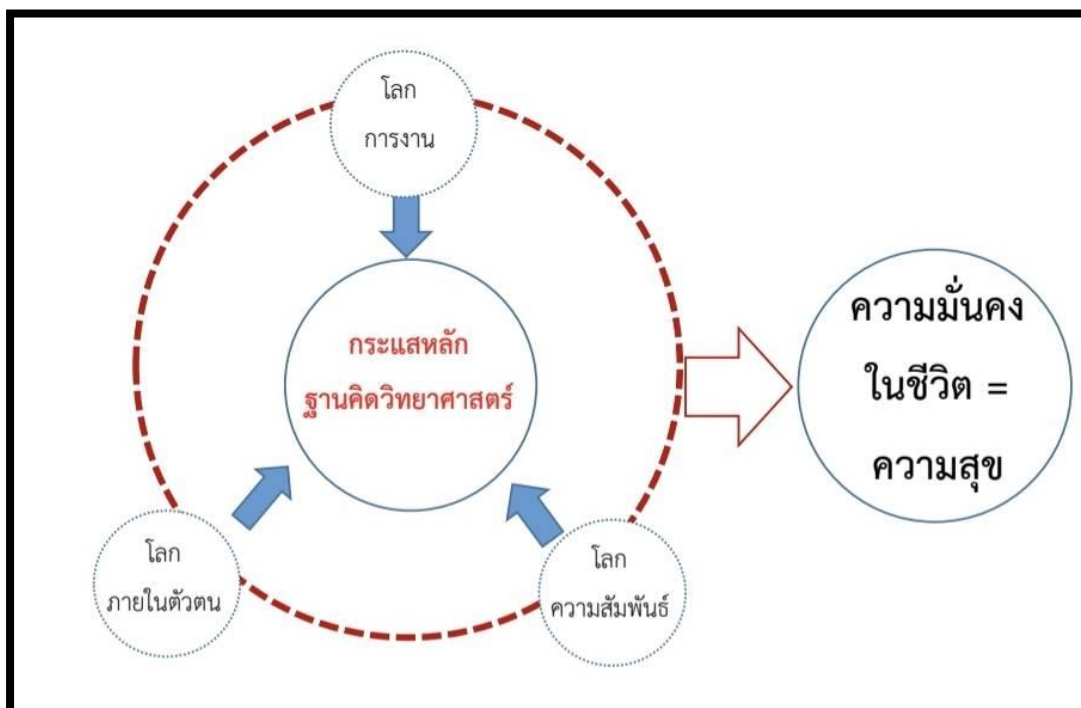 โลก
การงาน
กระแสหลัก
ฐานคิดวิทยาศาสตร์
โลก
ภายในตัวตน
โลก
ความสัมพันธ์
ความมั่นคง
ในชีวิต =
ความสุข